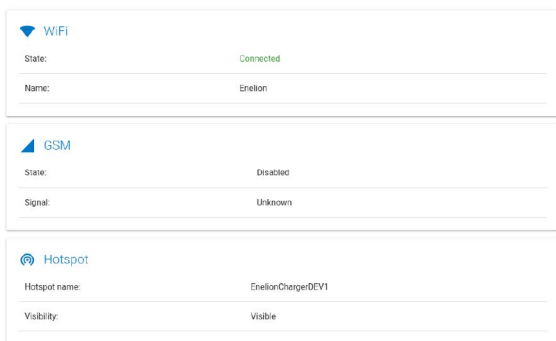 WiFi
State: Connected
Name: Enelion
GSM
State: Disabled
Signal: Unknown
Hotspot
Hotspot name: EnelionChargerDEV1
Visibility: Visible